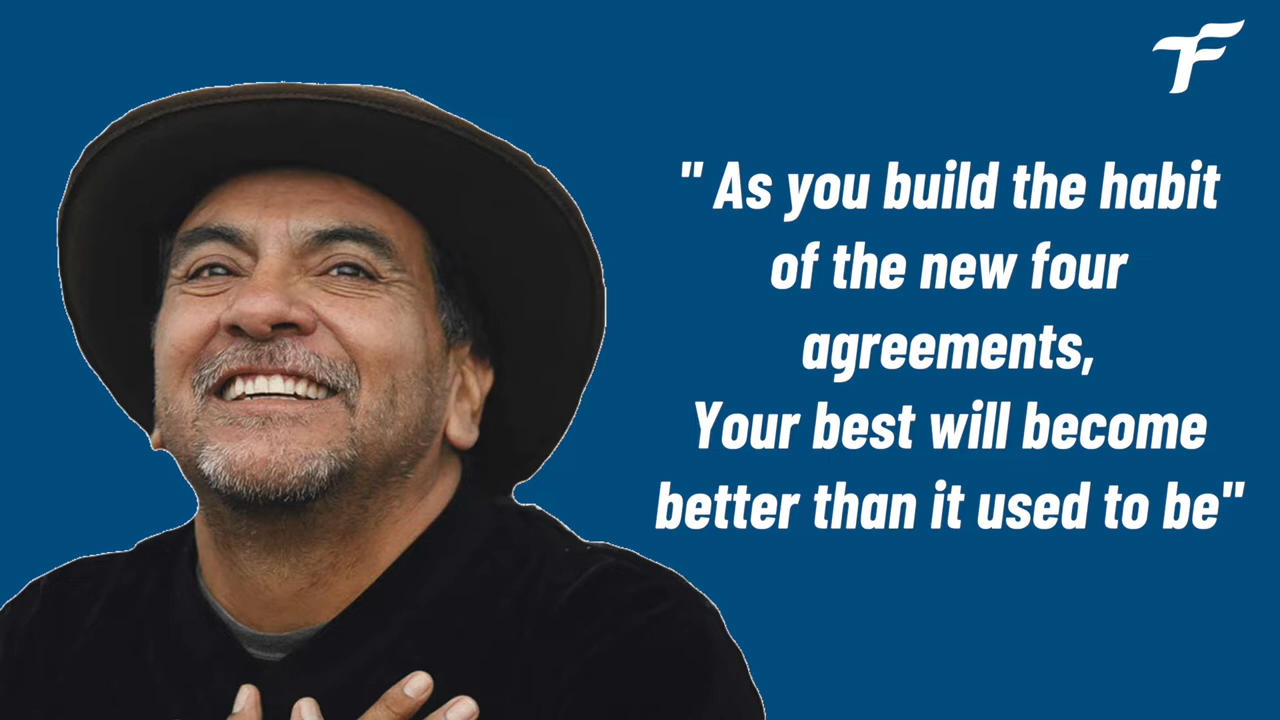 " As you build the habit
of the new four
agreements,
Your best will become
better than it used to be"